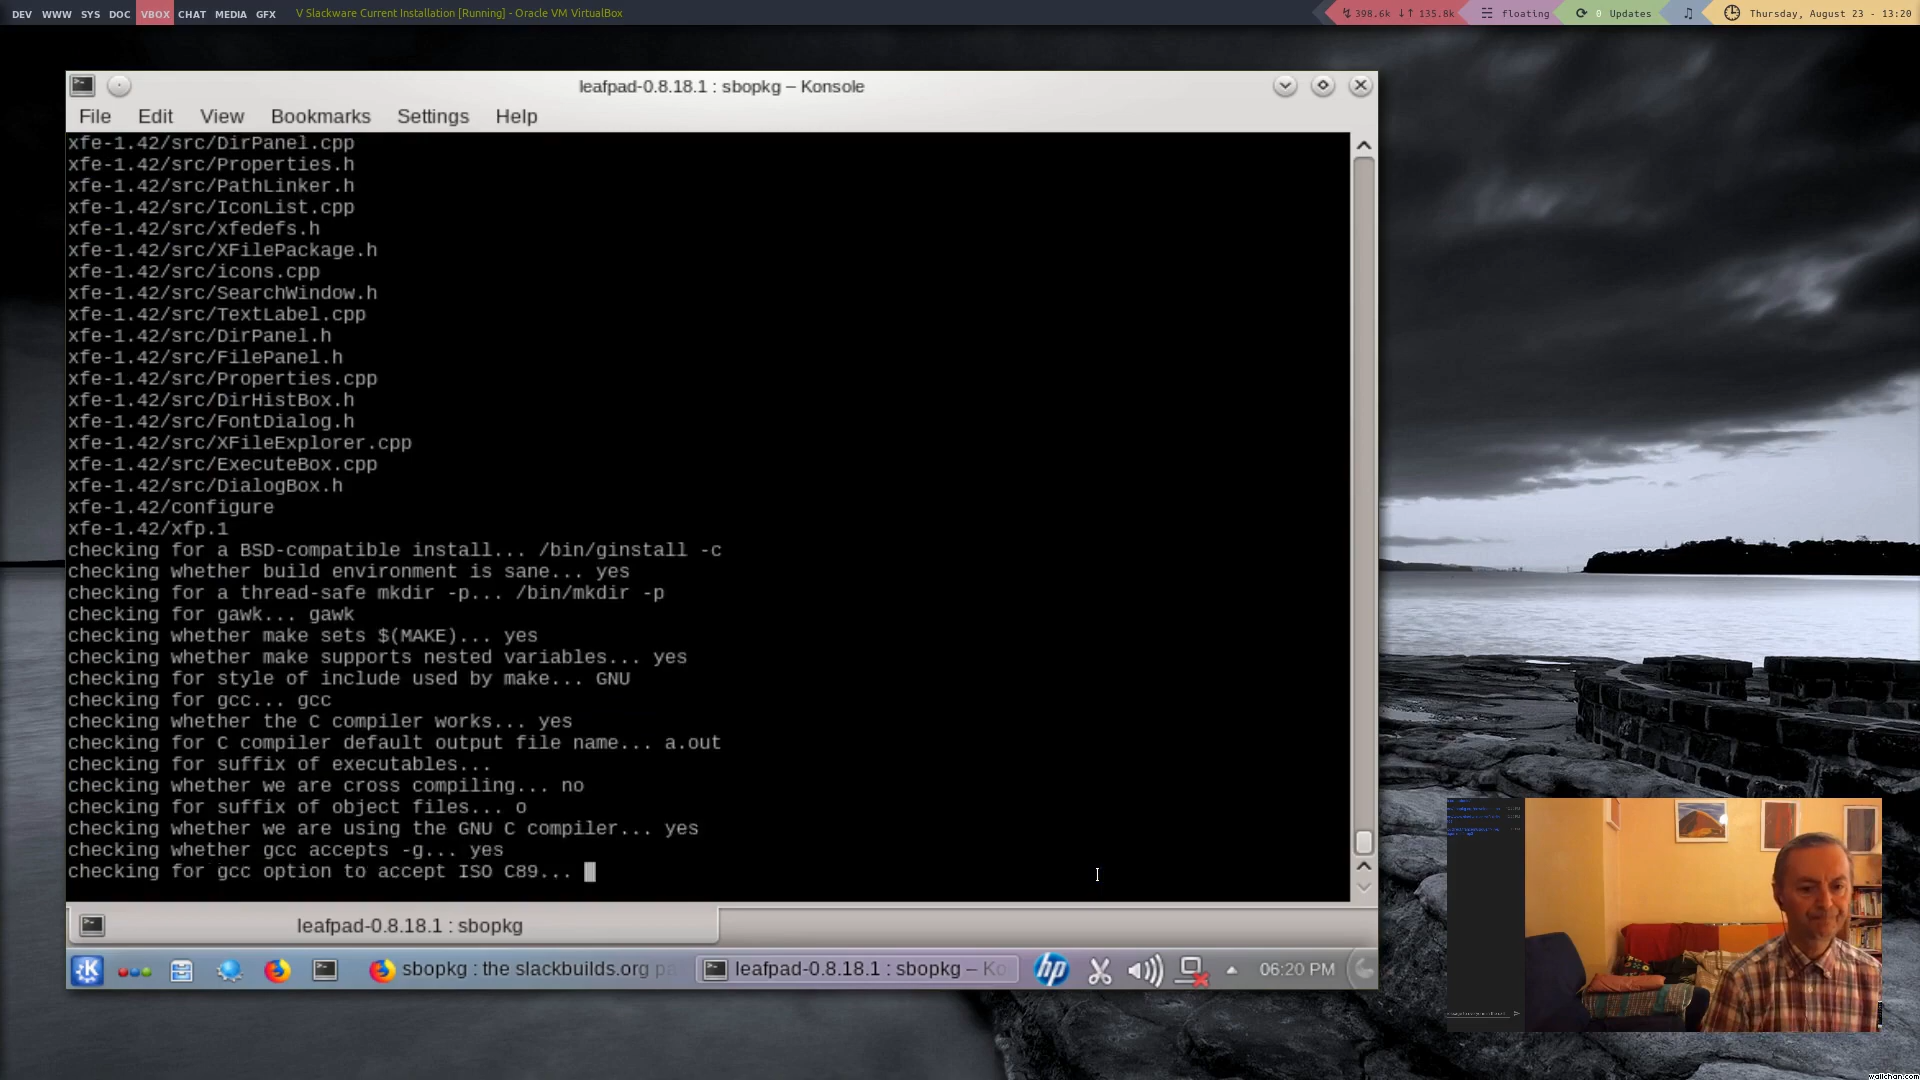 DEV WWW SYS DOC VBOX CHAT MEDIA GFX V Slackware Current Installation [Running] - Oracle VM VirtualBox 398.6k 135.8k floating 0 Updates Thursday, August 23 - 13:20
leafpad-0.8.18.1 : sbopkg – Konsole
File Edit View Bookmarks Settings Help
xfe-1.42/src/DirPanel.cpp
xfe-1.42/src/Properties.h
xfe-1.42/src/PathLinker.h
xfe-1.42/src/IconList.cpp
xfe-1.42/src/xfedefs.h
xfe-1.42/src/XFilePackage.h
xfe-1.42/src/icons.cpp
xfe-1.42/src/SearchWindow.h
xfe-1.42/src/TextLabel.cpp
xfe-1.42/src/DirPanel.h
xfe-1.42/src/FilePanel.h
xfe-1.42/src/Properties.cpp
xfe-1.42/src/DirHistBox.h
xfe-1.42/src/FontDialog.h
xfe-1.42/src/XFileExplorer.cpp
xfe-1.42/src/ExecuteBox.cpp
xfe-1.42/src/DialogBox.h
xfe-1.42/configure
xfe-1.42/xfp.1
checking for a BSD-compatible install... /bin/ginstall -c
checking whether build environment is sane... yes
checking for a thread-safe mkdir -p... /bin/mkdir -p
checking for gawk... gawk
checking whether make sets $(MAKE)... yes
checking whether make supports nested variables... yes
checking for style of include used by make... GNU
checking for gcc... gcc
checking whether the C compiler works... yes
checking for C compiler default output file name... a.out
checking for suffix of executables...
checking whether we are cross compiling... no
checking for suffix of object files... o
checking whether we are using the GNU C compiler... yes
checking whether gcc accepts -g... yes
checking for gcc option to accept ISO C89...
leafpad-0.8.18.1 : sbopkg
sbopkg : the slackbuilds.org pa leafpad-0.8.18.1 : sbopkg – Ko hp 06:20 PM
wallchan.com